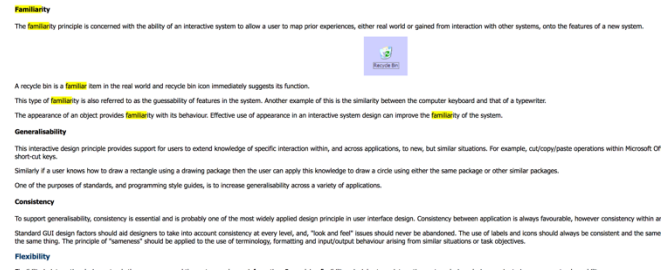 Familiarity
The familiarity principle is concerned with the ability of an interactive system to allow a user to map prior experiences, either real world or gained from interaction with other systems, onto the features of a new system.
Recycle Bin
A recycle bin is a familiar item in the real world and recycle bin icon immediately suggests its function.
This type of familiarity is also referred to as the guessability of features in the system. Another example of this is the similarity between the computer keyboard and that of a typewriter.
The appearance of an object provides familiarity with its behaviour. Effective use of appearance in an interactive system design can improve the familiarity of the system.
Generalisability
This interactive design principle provides support for users to extend knowledge of specific interaction within, and across applications, to new, but similar situations. For example, cut/copy/paste operations within Microsoft Of
short-cut keys.
Similarly if a user knows how to draw a rectangle using a drawing package then the user can apply this knowledge to draw a circle using either the same package or other similar packages.
One of the purposes of standards, and programming style guides, is to increase generalisability across a variety of applications.
Consistency
To support generalisability, consistency is essential and is probably one of the most widely applied design principle in user interface design. Consistency between application is always favourable, however consistency within a
Standard GUI design factors should aid designers to take into account consistency at every level, and, "look and feel" issues should never be abandoned. The use of labels and icons should always be consistent and the same
the same thing. The principle of "sameness" should be applied to the use of terminology, formatting and input/output behaviour arising from similar situations or task objectives.
Flexibility